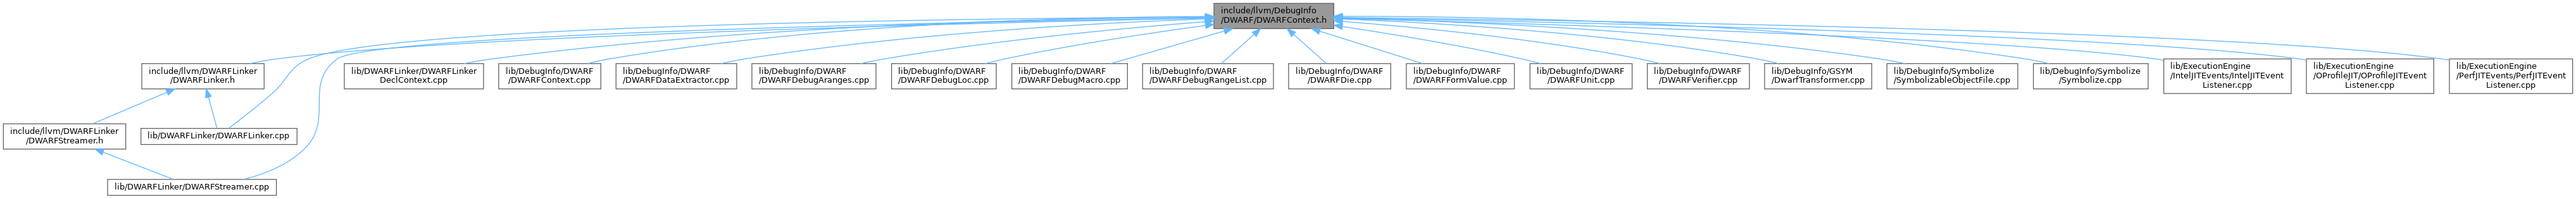 include/llvm/DebugInfo
/DWARF/DWARFContext.h
include/llvm/DWARFLinker
/DWARFLinker.h
lib/DWARFLinker/DWARFLinker
DeclContext.cpp
lib/DebugInfo/DWARF
/DWARFContext.cpp
lib/DebugInfo/DWARF
/DWARFDataExtractor.cpp
lib/DebugInfo/DWARF
/DWARFDebugAranges.cpp
lib/DebugInfo/DWARF
/DWARFDebugLoc.cpp
lib/DebugInfo/DWARF
/DWARFDebugMacro.cpp
lib/DebugInfo/DWARF
/DWARFDebugRangeList.cpp
lib/DebugInfo/DWARF
/DWARFDie.cpp
lib/DebugInfo/DWARF
/DWARFFormValue.cpp
lib/DebugInfo/DWARF
/DWARFUnit.cpp
lib/DebugInfo/DWARF
/DWARFVerifier.cpp
lib/DebugInfo/GSYM
/DwarfTransformer.cpp
lib/DebugInfo/Symbolize
/SymbolizableObjectFile.cpp
lib/DebugInfo/Symbolize
/Symbolize.cpp
lib/ExecutionEngine
/IntelJITEvents/IntelJITEvent
Listener.cpp
lib/ExecutionEngine
/OProfileJIT/OProfileJITEvent
Listener.cpp
lib/ExecutionEngine
/PerfJITEvents/PerfJITEvent
Listener.cpp
include/llvm/DWARFLinker
/DWARFStreamer.h
lib/DWARFLinker/DWARFLinker.cpp
lib/DWARFLinker/DWARFStreamer.cpp